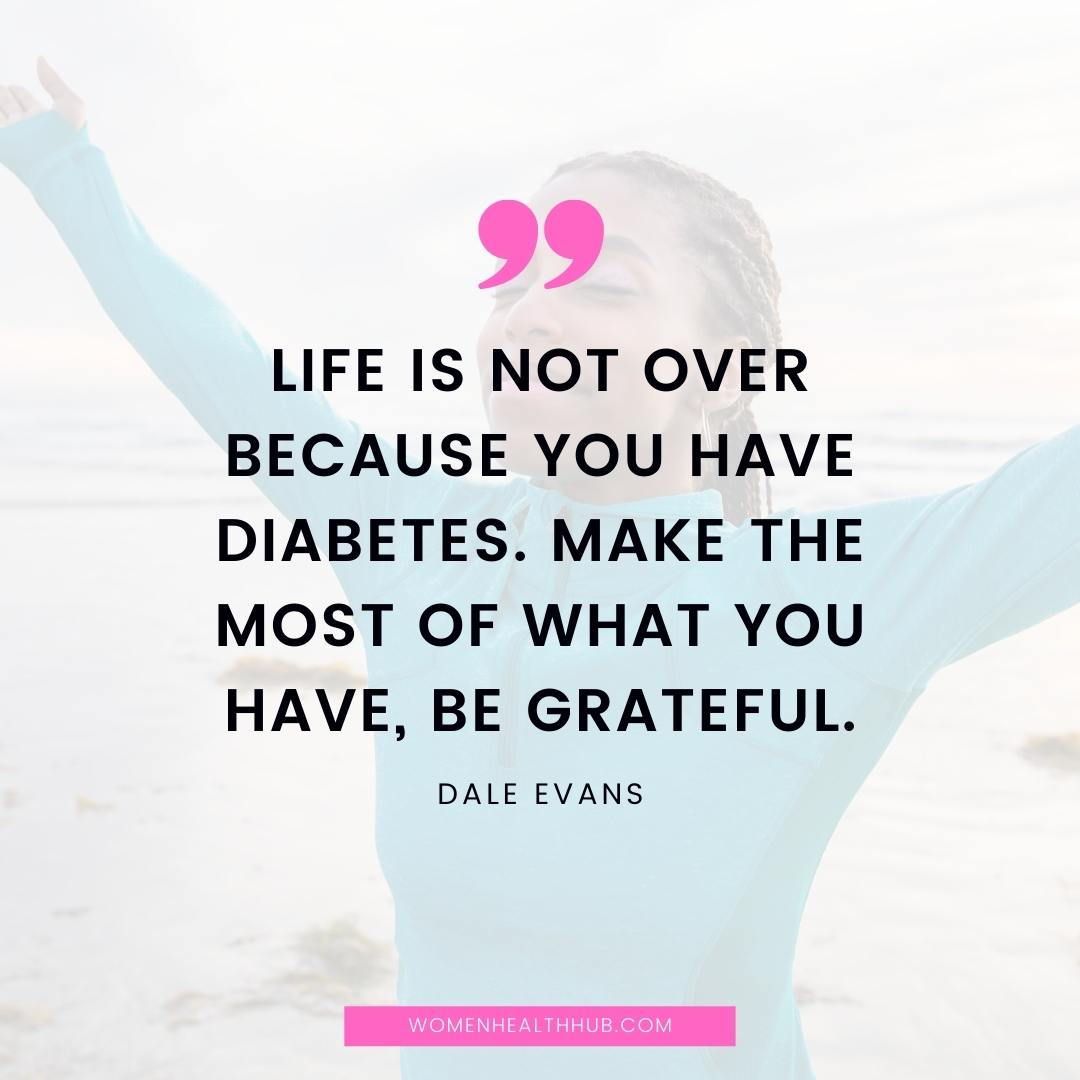 LIFE IS NOT OVER
BECAUSE YOU HAVE
DIABETES. MAKE THE
MOST OF WHAT YOU
HAVE, BE GRATEFUL.
DALE EVANS
WOMENHEALTHHUB.COM